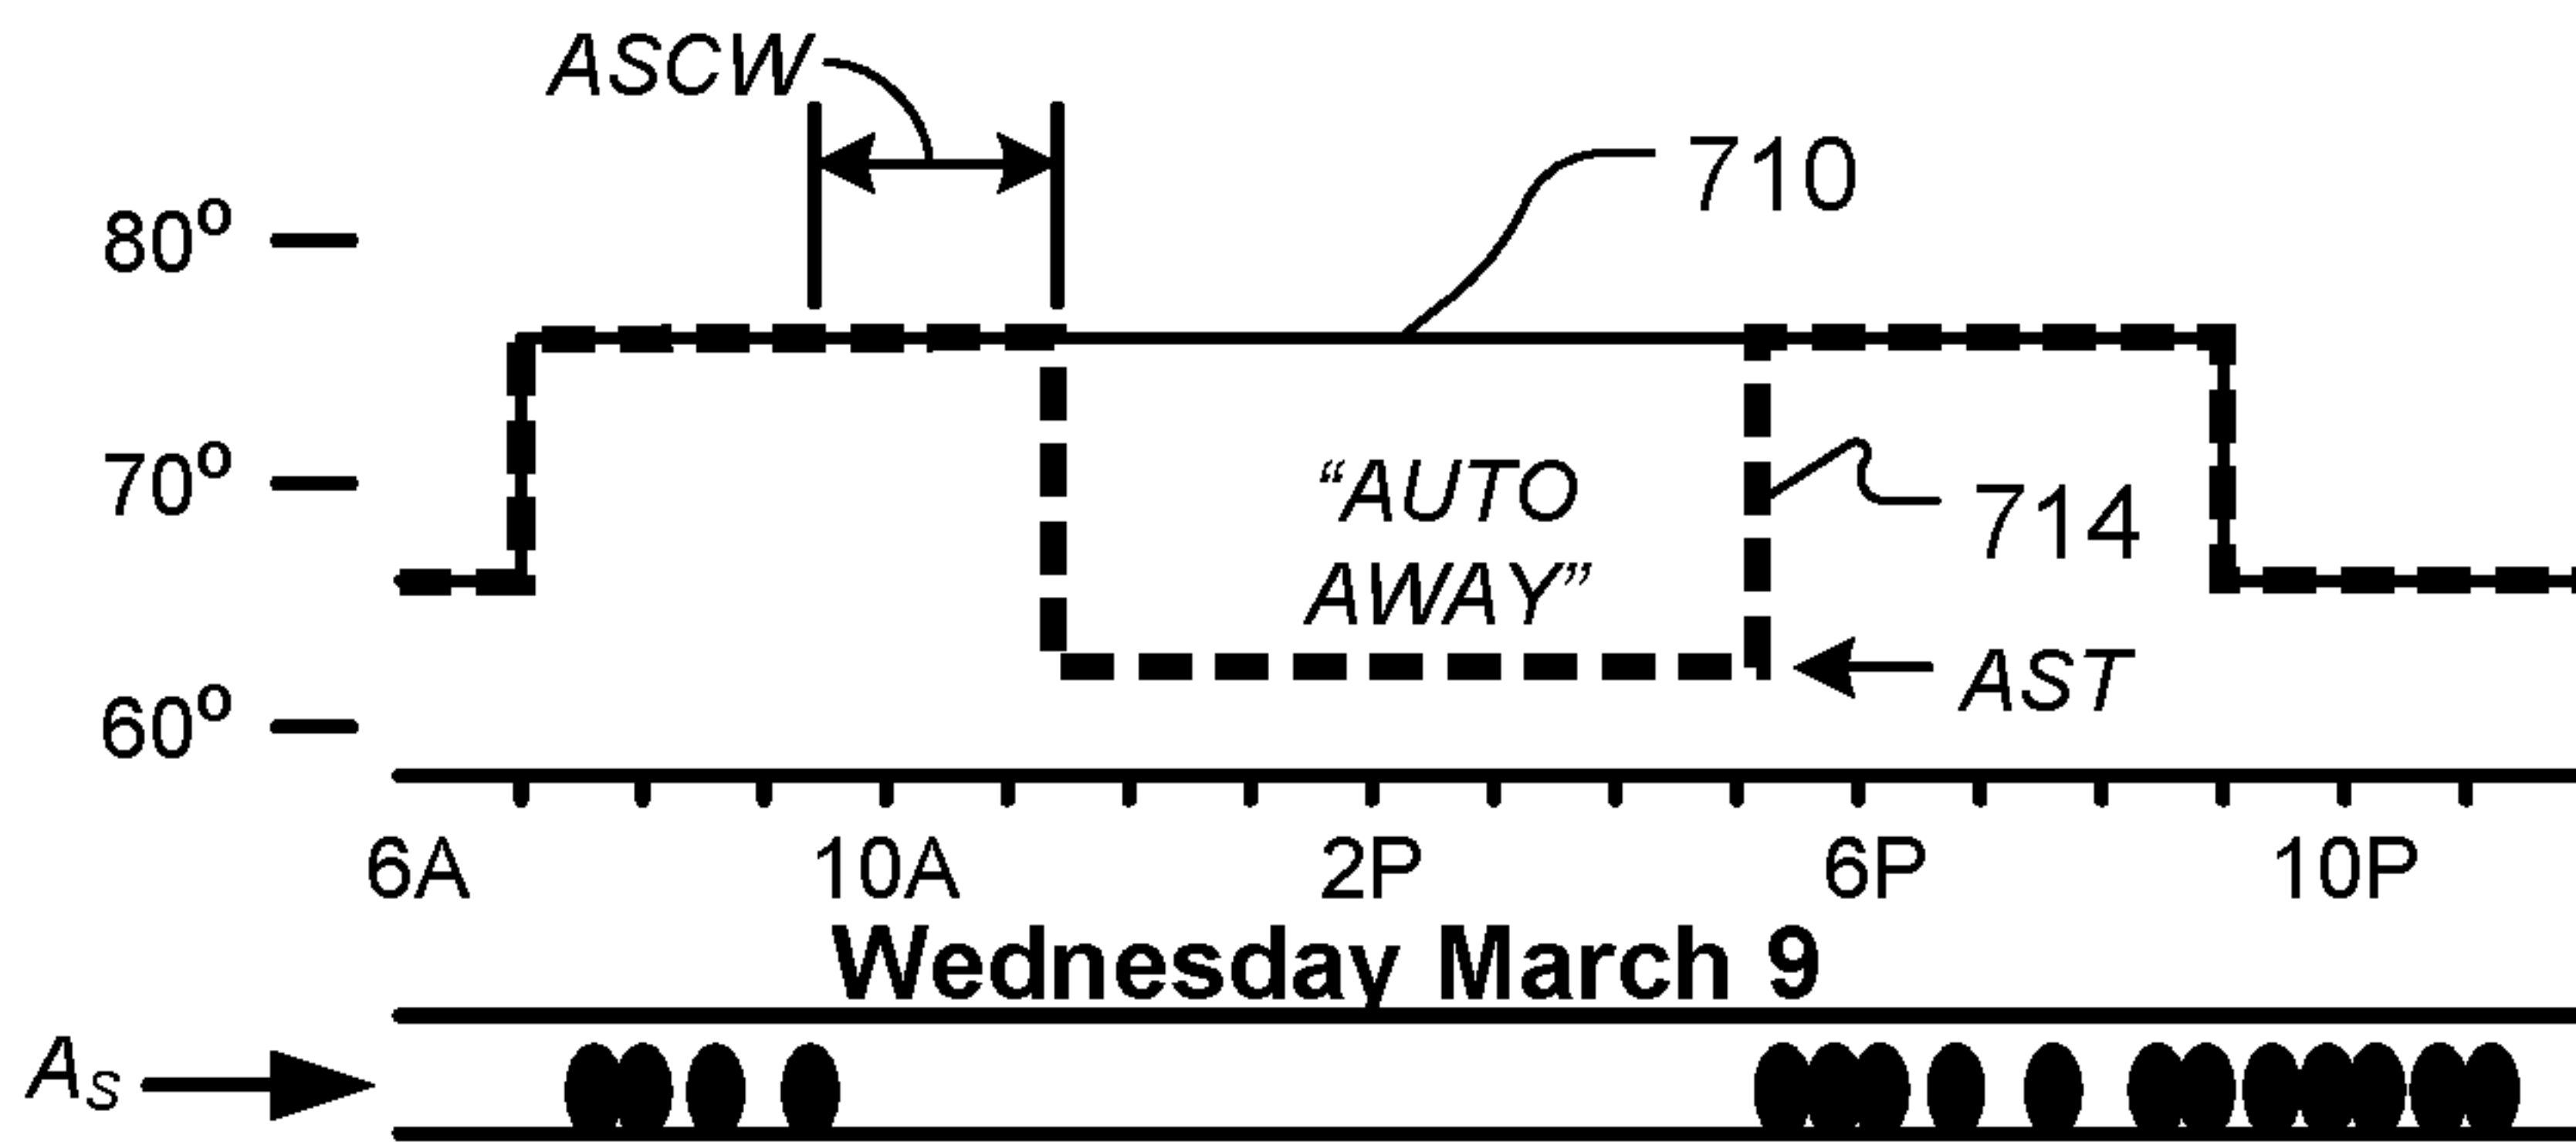 ASCW
710
80°
70°
"AUTO
AWAY"
714
AST
60°
6A 10A 2P 6P 10P
Wednesday March 9
AS